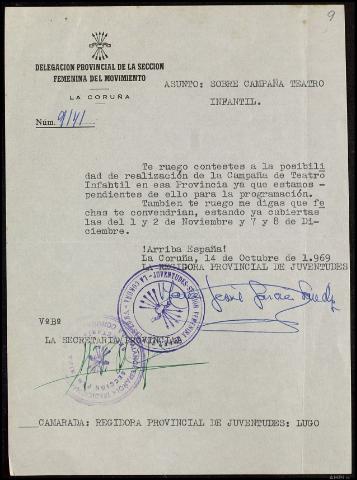 9
DELEGACION PROVINCIAL DE LA SECCION
FEMENINA DEL MOVIMIENTO
LA CORUÑA
ASUNTO: SOBRE CAMPAÑA TEATRO
INFANTIL.
Núm. 9141
Te ruego contestes a la posibili
dad de realización de la Campaña de Teatro
Infantil en esa Provincia ya que estamos -
pendientes de ello para la programación.
Tambien te ruego me digas que fe
chas te convendrian, estando ya cubiertas
las del 1 y 2 de Noviembre y 7 y 8 de Di-
ciembre.
!Arriba España!
La Coruña, 14 de Octubre de 1.969
LA REGIDORA PROVINCIAL DE JUVENTUDES
VºBº
LA SECRETARIA PROVINCIAL
CAMARADA: REGIDORA PROVINCIAL DE JUVENTUDES: LUGO